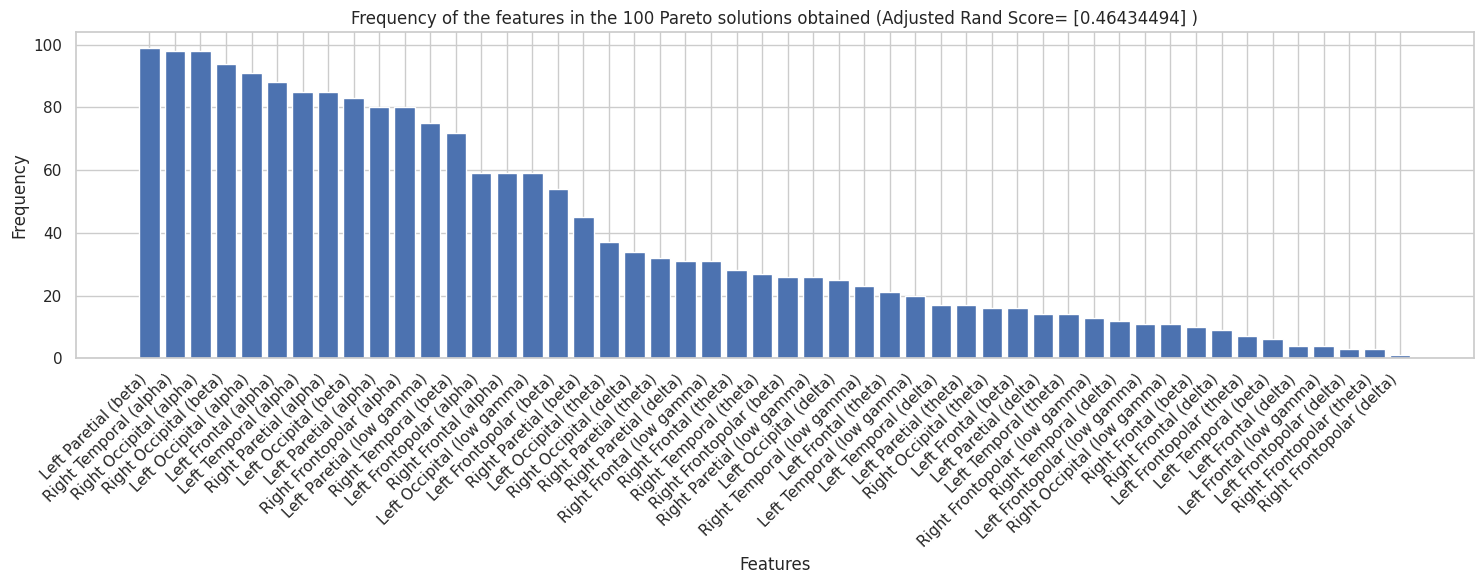 Frequency of the features in the 100 Pareto solutions obtained (Adjusted Rand Score= [0.46434494] )
Frequency
100
80
60
40
20
0
Left Paretial (beta)
Right Temporal (alpha)
Right Occipital (alpha)
Right Occipital (beta)
Left Occipital (alpha)
Left Frontal (alpha)
Left Temporal (alpha)
Right Paretial (alpha)
Left Occipital (beta)
Left Paretial (alpha)
Right Frontopolar (alpha)
Left Paretial (low gamma)
Right Temporal (beta)
Left Frontopolar (alpha)
Right Frontal (alpha)
Left Occipital (low gamma)
Left Frontopolar (beta)
Right Paretial (beta)
Left Occipital (theta)
Right Occipital (delta)
Right Paretial (theta)
Right Paretial (delta)
Right Frontal (low gamma)
Right Frontal (theta)
Right Temporal (theta)
Right Frontopolar (beta)
Right Paretial (low gamma)
Left Occipital (delta)
Right Temporal (low gamma)
Left Frontal (theta)
Left Temporal (low gamma)
Left Temporal (delta)
Left Paretial (theta)
Right Occipital (theta)
Left Frontal (beta)
Left Paretial (delta)
Left Temporal (theta)
Right Frontopolar (low gamma)
Right Temporal (delta)
Left Frontopolar (low gamma)
Right Occipital (low gamma)
Right Frontal (beta)
Right Frontal (delta)
Left Frontopolar (theta)
Left Temporal (beta)
Left Frontal (delta)
Left Frontal (low gamma)
Left Frontopolar (delta)
Right Frontopolar (theta)
Right Frontopolar (delta)
Features